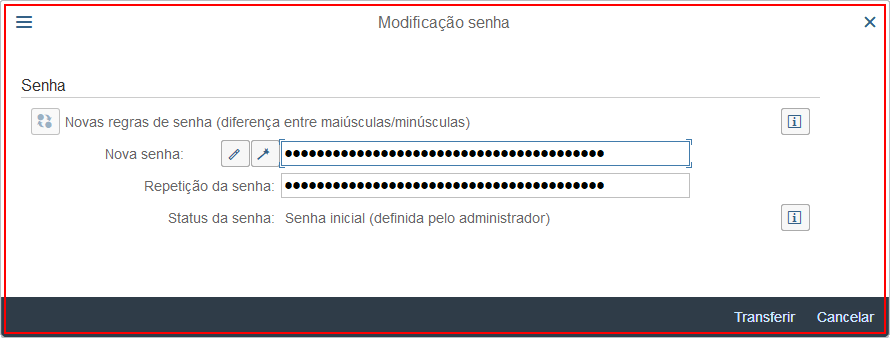 Modificação senha
Senha
Novas regras de senha (diferença entre maiúsculas/minúsculas)
Nova senha:
Repetição da senha:
Status da senha: Senha inicial (definida pelo administrador)
Transferir Cancelar